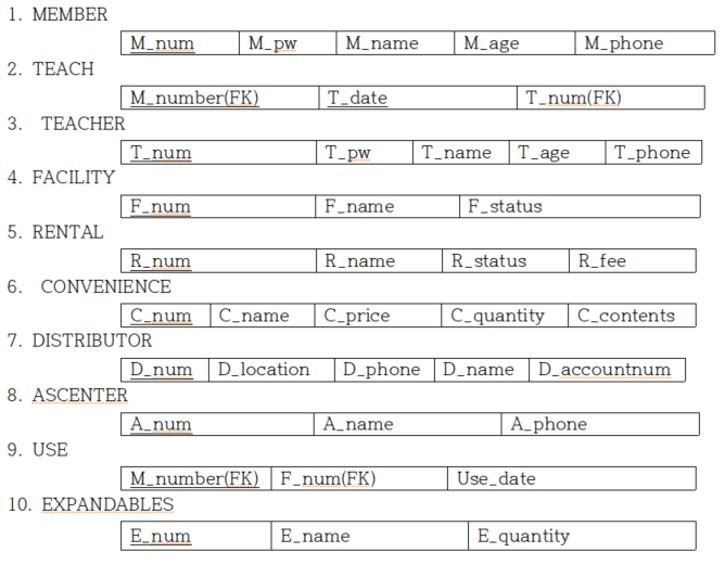 1. MEMBER
M_num M_pw M_name M_age M_phone
2. TEACH
M_number(FK) T_date T_num(FK)
3. TEACHER
T_num T_pw T_name T_age T_phone
4. FACILITY
F_num F_name F_status
5. RENTAL
R_num R_name R_status R_fee
6. CONVENIENCE
C_num C_name C_price C_quantity C_contents
7. DISTRIBUTOR
D_num D_location D_phone D_name D_accountnum
8. ASCENTER
A_num A_name A_phone
9. USE
M_number(FK) F_num(FK) Use_date
10. EXPANDABLES
E_num E_name E_quantity